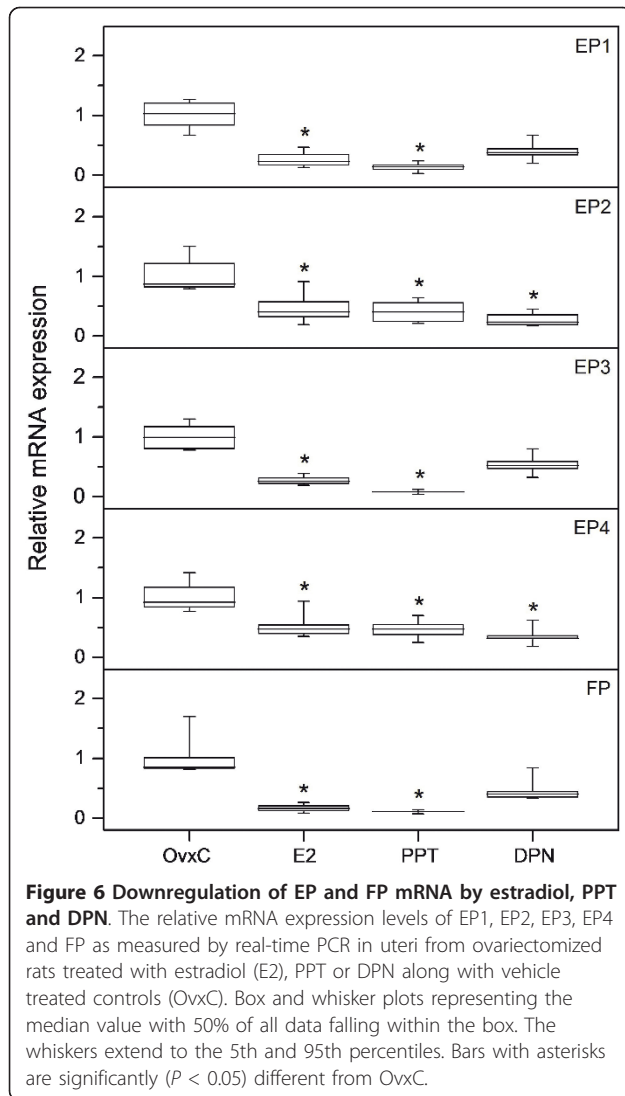 2
EP1
1
* *
0
2
EP2
1
* * *
0
Relative mRNA expression
2
EP3
1
* *
0
2
EP4
1
* * *
0
2
FP
1
* *
0
OvxC E2 PPT DPN
Figure 6 Downregulation of EP and FP mRNA by estradiol, PPT
and DPN. The relative mRNA expression levels of EP1, EP2, EP3, EP4
and FP as measured by real-time PCR in uteri from ovariectomized
rats treated with estradiol (E2), PPT or DPN along with vehicle
treated controls (OvxC). Box and whisker plots representing the
median value with 50% of all data falling within the box. The
whiskers extend to the 5th and 95th percentiles. Bars with asterisks
are significantly (P < 0.05) different from OvxC.